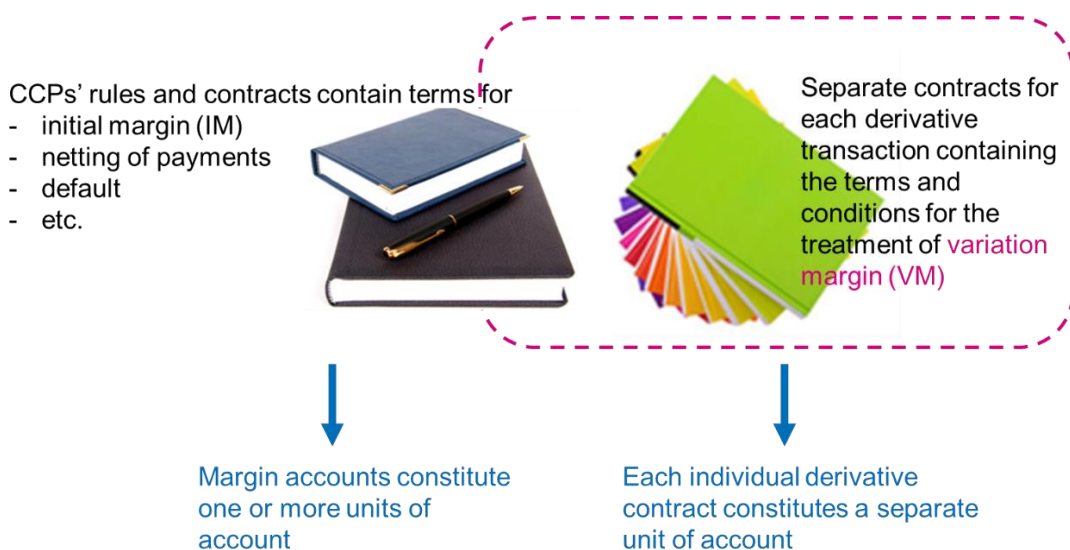 CCPs’ rules and contracts contain terms for
- initial margin (IM)
- netting of payments
- default
- etc.
Separate contracts for
each derivative
transaction containing
the terms and
conditions for the
treatment of variation
margin (VM)
Margin accounts constitute
one or more units of
account
Each individual derivative
contract constitutes a separate
unit of account